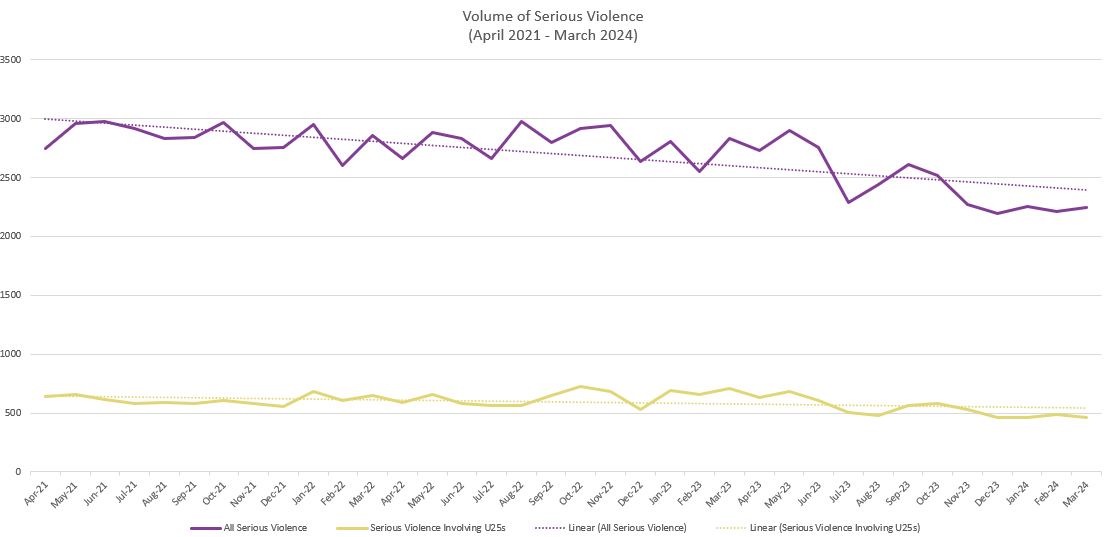 Volume of Serious Violence
(April 2021 - March 2024)
3500
3000
2500
2000
1500
1000
500
0
Apr-21 May-21 Jun-21 Jul-21 Aug-21 Sep-21 Oct-21 Nov-21 Dec-21 Jan-22 Feb-22 Mar-22 Apr-22 May-22 Jun-22 Jul-22 Aug-22 Sep-22 Oct-22 Nov-22 Dec-22 Jan-23 Feb-23 Mar-23 Apr-23 May-23 Jun-23 Jul-23 Aug-23 Sep-23 Oct-23 Nov-23 Dec-23 Jan-24 Feb-24 Mar-24
All Serious Violence Serious Violence Involving U25s Linear (All Serious Violence) Linear (Serious Violence Involving U25s)